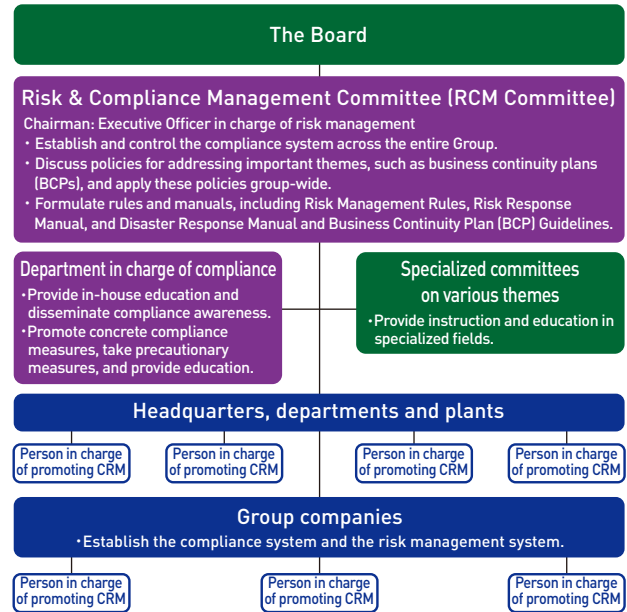 The Board
Risk & Compliance Management Committee (RCM Committee)
Chairman: Executive Officer in charge of risk management
・Establish and control the compliance system across the entire Group.
・Discuss policies for addressing important themes, such as business continuity plans
(BCPs), and apply these policies group-wide.
・Formulate rules and manuals, including Risk Management Rules, Risk Response
Manual, and Disaster Response Manual and Business Continuity Plan (BCP) Guidelines.
Department in charge of compliance
・Provide in-house education and
disseminate compliance awareness.
・Promote concrete compliance
measures, take precautionary
measures, and provide education.
Specialized committees
on various themes
・Provide instruction and education in
specialized fields.
Headquarters, departments and plants
Person in charge
of promoting CRM
Person in charge
of promoting CRM
Person in charge
of promoting CRM
Person in charge
of promoting CRM
Group companies
・Establish the compliance system and the risk management system.
Person in charge
of promoting CRM
Person in charge
of promoting CRM
Person in charge
of promoting CRM